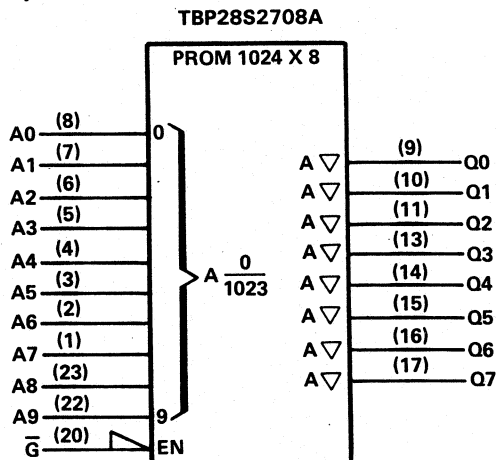 TBP28S2708A
PROM 1024 X 8
A0 (8) 0
A1 (7)
A2 (6)
A3 (5)
A4 (4)
A5 (3)
A6 (2)
A7 (1)
A8 (23)
A9 (22) 9
G̅ (20) EN
A 0/1023
A ▽ (9) Q0
A ▽ (10) Q1
A ▽ (11) Q2
A ▽ (13) Q3
A ▽ (14) Q4
A ▽ (15) Q5
A ▽ (16) Q6
A ▽ (17) Q7